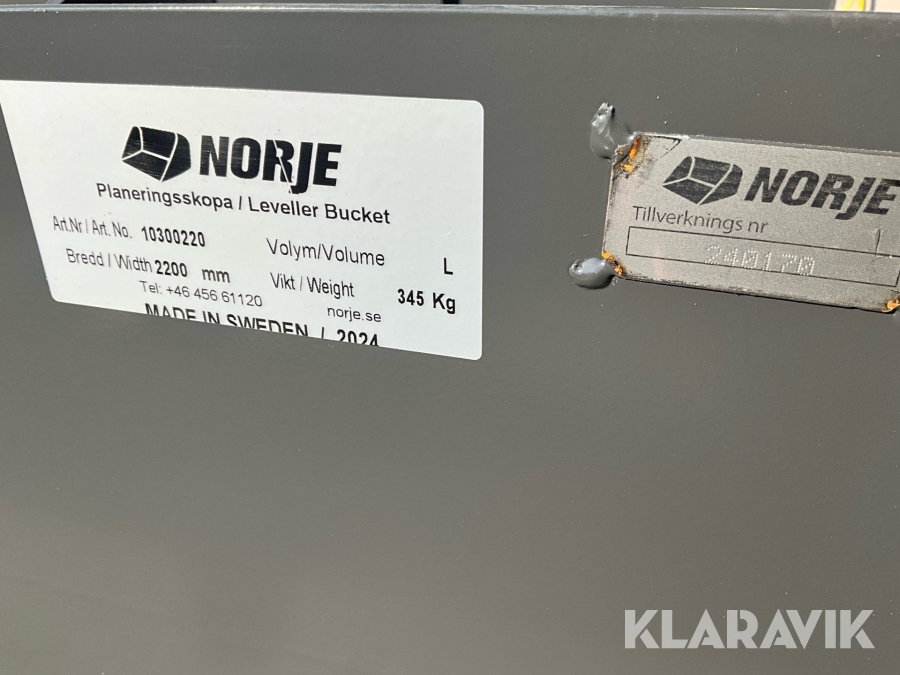 NORJE
Planeringsskopa / Leveller Bucket
Art.Nr / Art. No. 10300220
Volym/Volume L
Bredd / Width 2200 mm
Vikt / Weight 345 Kg
Tel: +46 456 61120
norje.se
MADE IN SWEDEN / 2024
NORJE
Tillverknings nr
240170
KLARAVIK